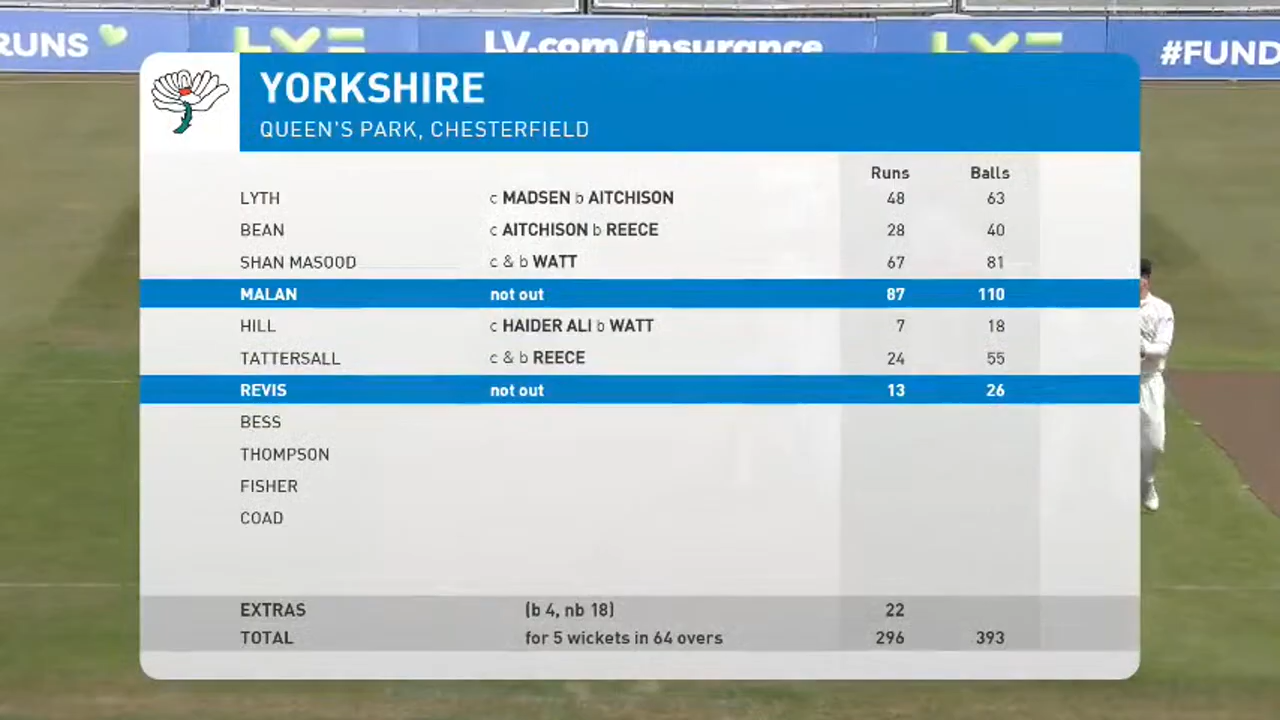 RUNS LV= LV.com/insurance LV= #FUND
YORKSHIRE
QUEEN'S PARK, CHESTERFIELD
Runs Balls
LYTH c MADSEN b AITCHISON 48 63
BEAN c AITCHISON b REECE 28 40
SHAN MASOOD c & b WATT 67 81
MALAN not out 87 110
HILL c HAIDER ALI b WATT 7 18
TATTERSALL c & b REECE 24 55
REVIS not out 13 26
BESS
THOMPSON
FISHER
COAD
EXTRAS (b 4, nb 18) 22
TOTAL for 5 wickets in 64 overs 296 393